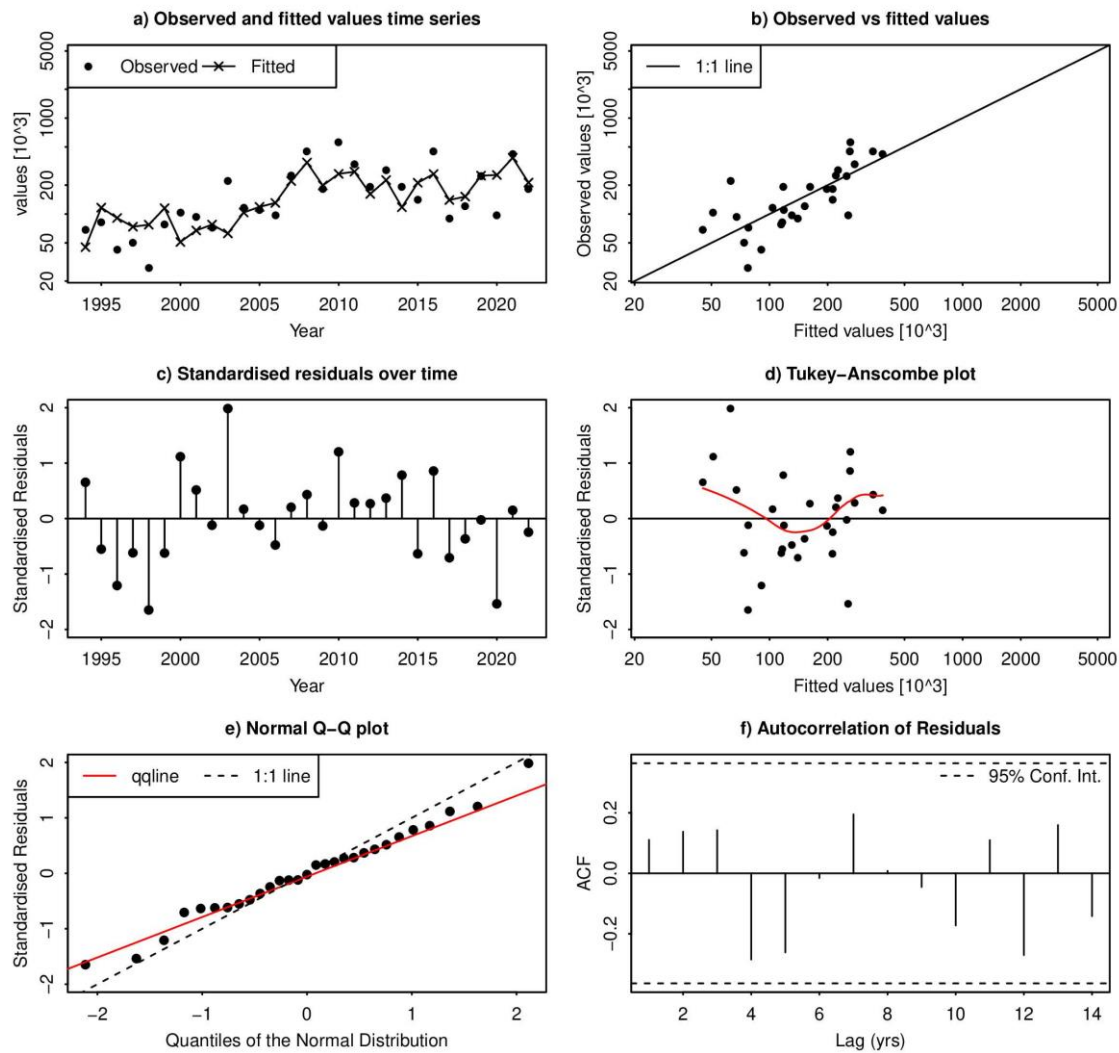 a) Observed and fitted values time series
values [10^3]
5000
1000
200
50
20
Observed Fitted
1995 2000 2005 2010 2015 2020
Year
b) Observed vs fitted values
Observed values [10^3]
5000
1000
200
50
20
1:1 line
20 50 100 200 500 1000 2000 5000
Fitted values [10^3]
c) Standardised residuals over time
Standardised Residuals
2
1
0
−1
−2
1995 2000 2005 2010 2015 2020
Year
d) Tukey−Anscombe plot
Standardised Residuals
2
1
0
−1
−2
20 50 100 200 500 1000 2000 5000
Fitted values [10^3]
e) Normal Q−Q plot
Standardised Residuals
2
1
0
−1
−2
qqline 1:1 line
−2 −1 0 1 2
Quantiles of the Normal Distribution
f) Autocorrelation of Residuals
ACF
0.2
0.0
−0.2
95% Conf. Int.
2 4 6 8 10 12 14
Lag (yrs)